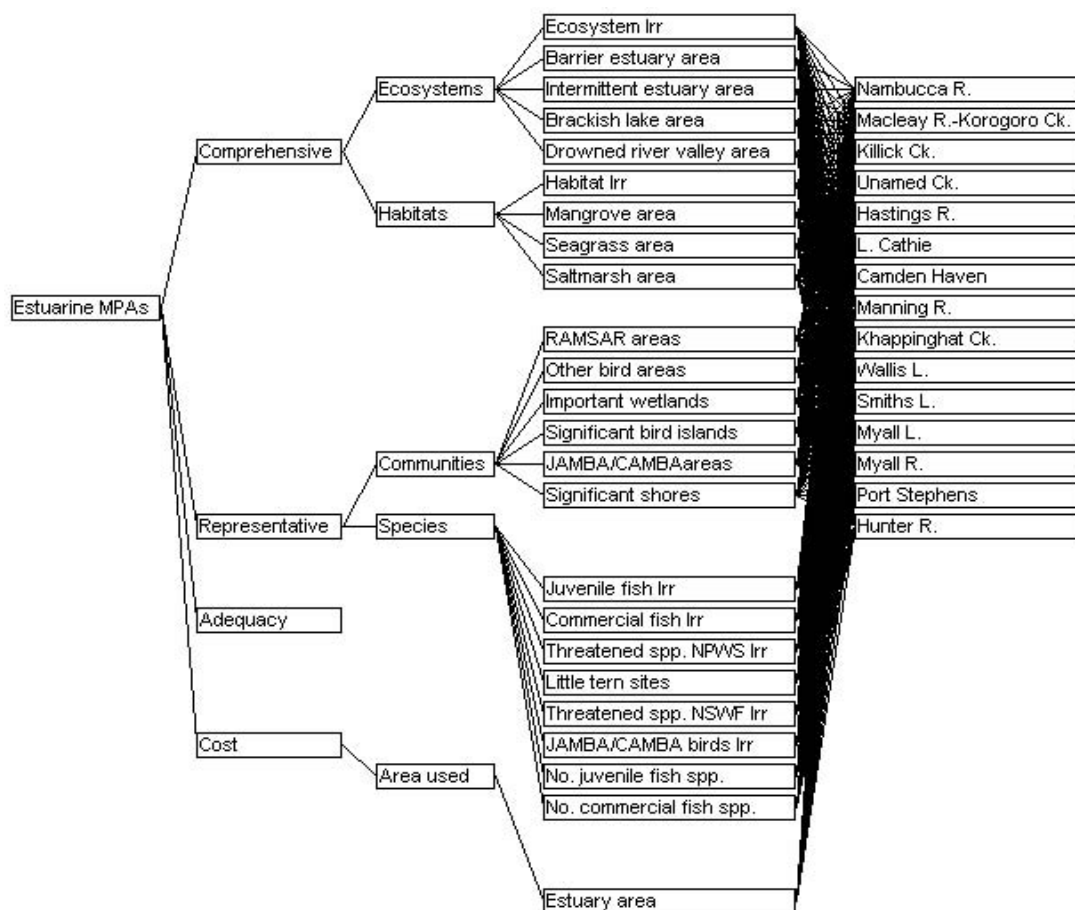 Estuarine MPAs
Comprehensive
Representative
Adequacy
Cost
Ecosystems
Habitats
Communities
Species
Area used
Ecosystem Irr
Barrier estuary area
Intermittent estuary area
Brackish lake area
Drowned river valley area
Habitat Irr
Mangrove area
Seagrass area
Saltmarsh area
RAMSAR areas
Other bird areas
Important wetlands
Significant bird islands
JAMBA/CAMBAareas
Significant shores
Juvenile fish Irr
Commercial fish Irr
Threatened spp. NPWS Irr
Little tern sites
Threatened spp. NSWF Irr
JAMBA/CAMBA birds Irr
No. juvenile fish spp.
No. commercial fish spp.
Estuary area
Nambucca R.
Macleay R.-Korogoro Ck.
Killick Ck.
Unamed Ck.
Hastings R.
L. Cathie
Camden Haven
Manning R.
Khappinghat Ck.
Wallis L.
Smiths L.
Myall L.
Myall R.
Port Stephens
Hunter R.